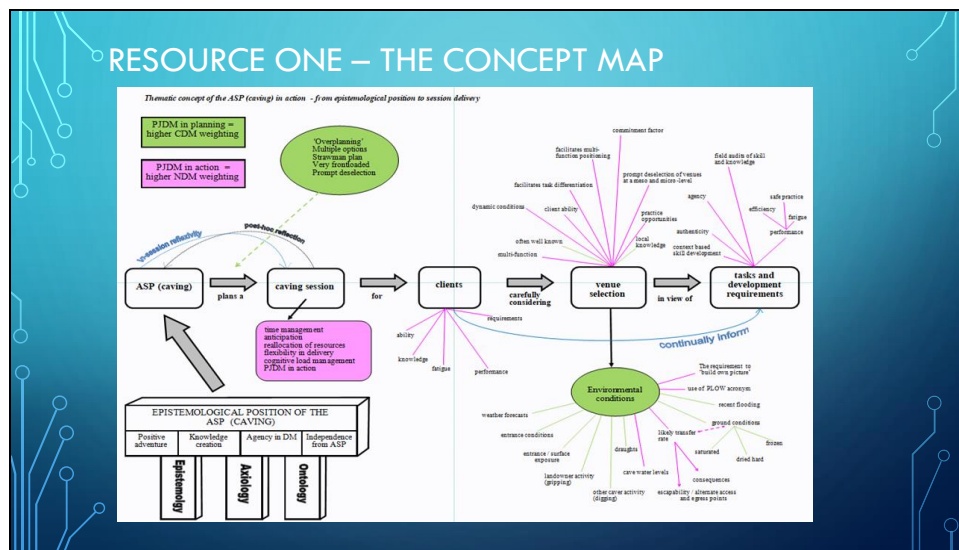 RESOURCE ONE – THE CONCEPT MAP
Thematic concept of the ASP (caving) in action - from epistemological position to session delivery
PJDM in planning =
higher CDM weighting
PJDM in action =
higher NDM weighting
'Overplanning'
Multiple options
Strawman plan
Very frontloaded
Prompt deselection
in-session reflexivity
post-hoc reflection
ASP (caving)
plans a
caving session
for
clients
carefully
considering
venue
selection
in view of
tasks and
development
requirements
commitment factor
facilitates multi-
function positioning
prompt deselection of venues
at a meso and micro -level
facilitates task differentiation
dynamic conditions
client ability
practice
opportunities
often well known
local
knowledge
multi-function
field audits of skill
and knowledge
agency
safe practice
efficiency
fatigue
performance
authenticity
content based
skill development
time management
anticipation
reallocation of resources
flexibility in delivery
cognitive load management
PJDM in action
requirements
ability
knowledge
fatigue
performance
continually inform
Environmental
conditions
The requirement to
'build own picture'
use of PLOW acronym
recent flooding
ground conditions
frozen
dried hard
saturated
likely transfer
rate
consequences
escapability / alternate access
and egress points
cave water levels
draughts
other caver activity
(digging)
landowner activity
(gripping)
entrance / surface
exposure
entrance conditions
weather forecasts
EPISTEMOLOGICAL POSITION OF THE
ASP (CAVING)
Positive
adventure
Knowledge
creation
Agency in DM
Independence
from ASP
Epistemolgy
Axiology
Ontology